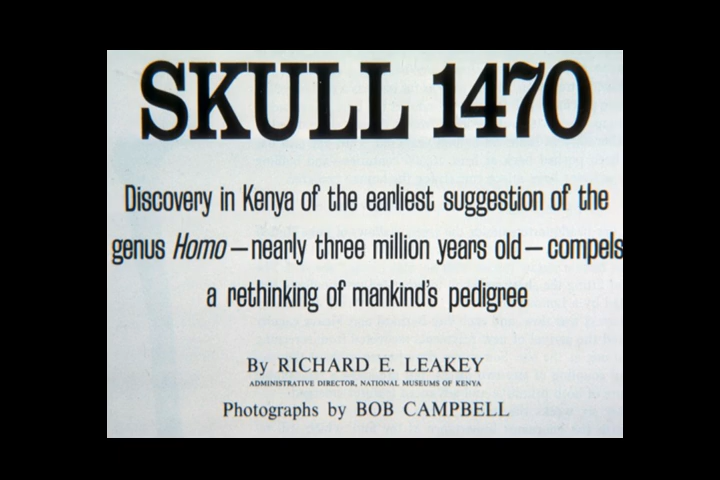 SKULL 1470
Discovery in Kenya of the earliest suggestion of the
genus Homo—nearly three million years old—compels
a rethinking of mankind's pedigree
By RICHARD E. LEAKEY
ADMINISTRATIVE DIRECTOR, NATIONAL MUSEUMS OF KENYA
Photographs by BOB CAMPBELL